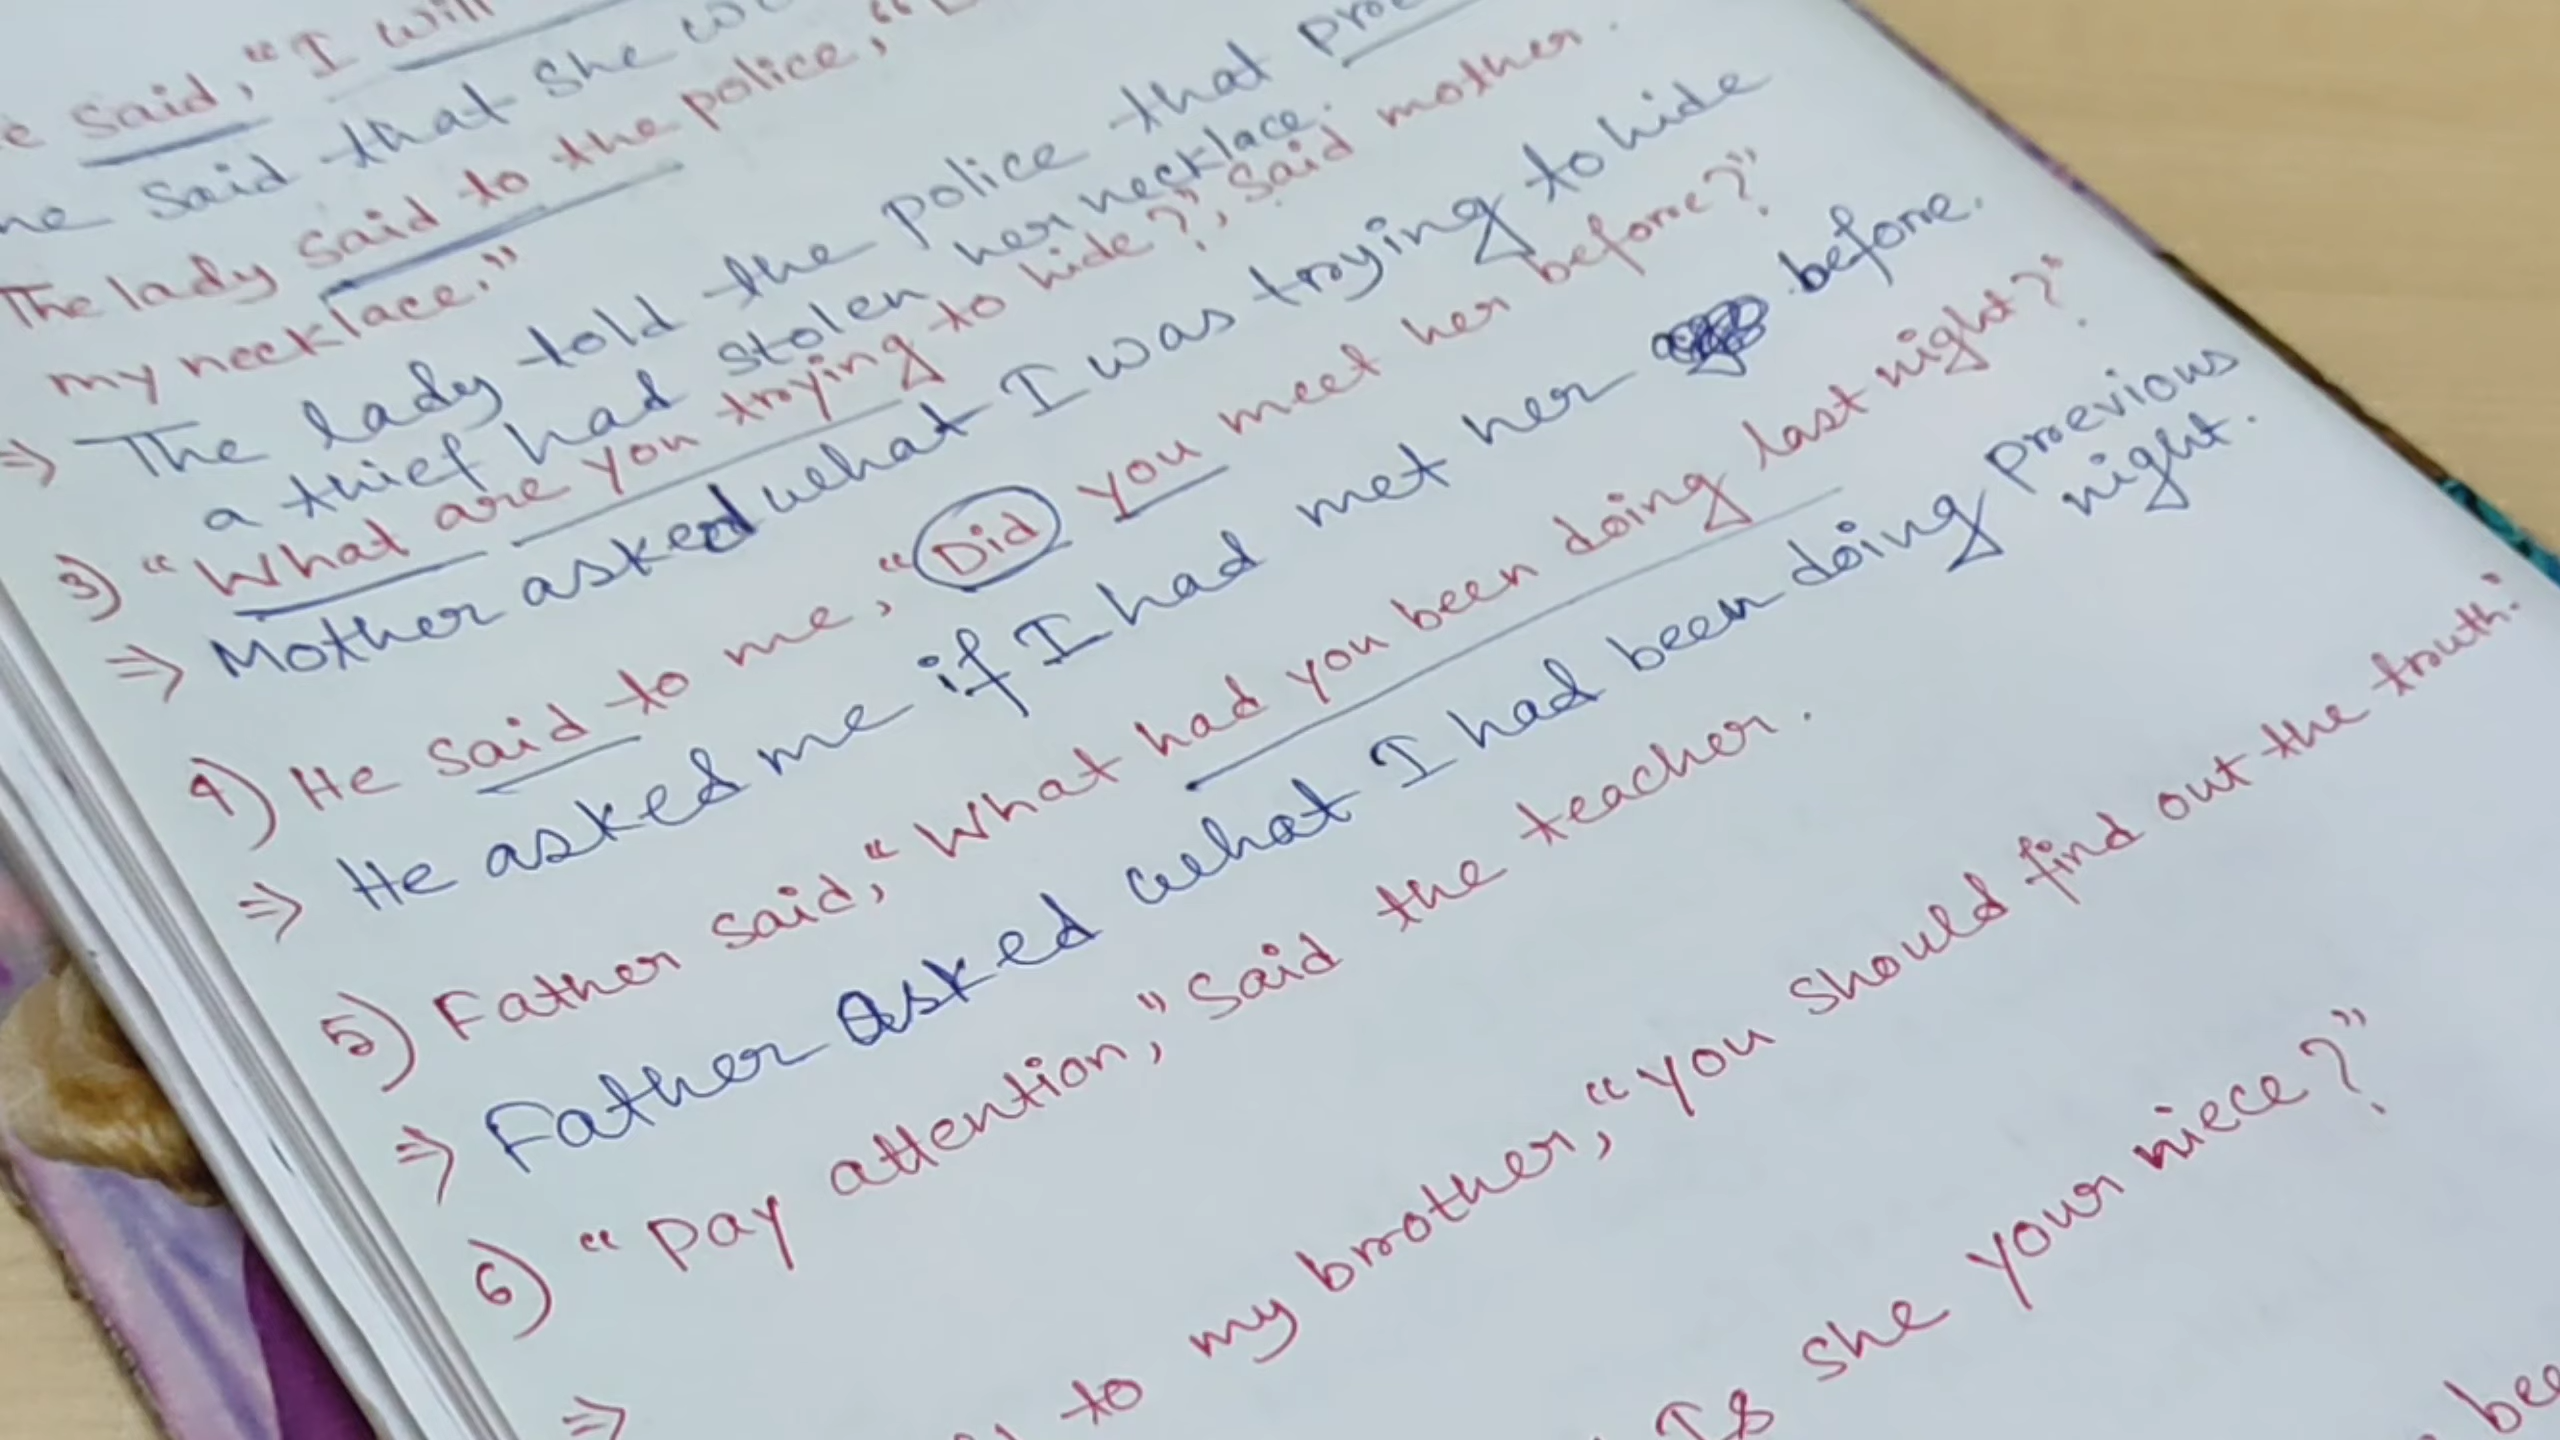 said, "I will
said that she
The lady said to the police, "
my necklace."
⇒ The lady told the police that
a thief had stolen her necklace.
3) "What are you trying to hide?", said mother.
⇒ Mother asked what I was trying to hide
4) He said to me, "Did you meet her before?"
⇒ He asked me if I had met her before.
5) Father said, "What had you been doing last night?"
⇒ Father asked what I had been doing previous
night.
6) "Pay attention," said the teacher.
⇒
to my brother, "You should find out the truth."
Is she your niece?"